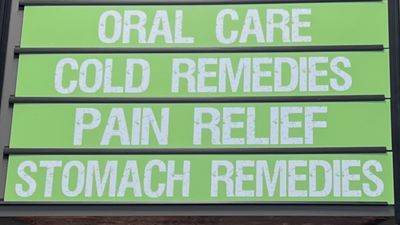 ORAL CARE
COLD REMEDIES
PAIN RELIEF
STOMACH REMEDIES